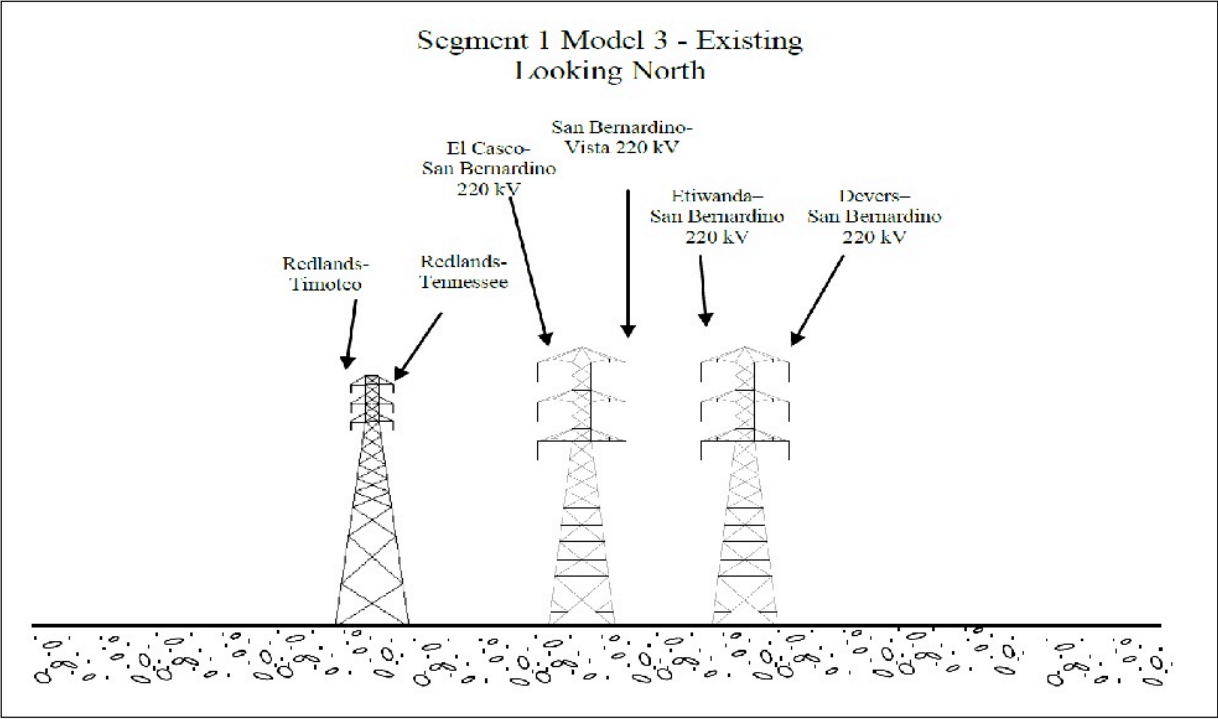 Segment 1 Model 3 - Existing
Looking North
San Bernardino-
Vista 220 kV
El Casco-
San Bernardino
220 kV
Etiwanda–
San Bernardino
220 kV
Devers–
San Bernardino
220 kV
Redlands-
Timoteo
Redlands-
Tennessee